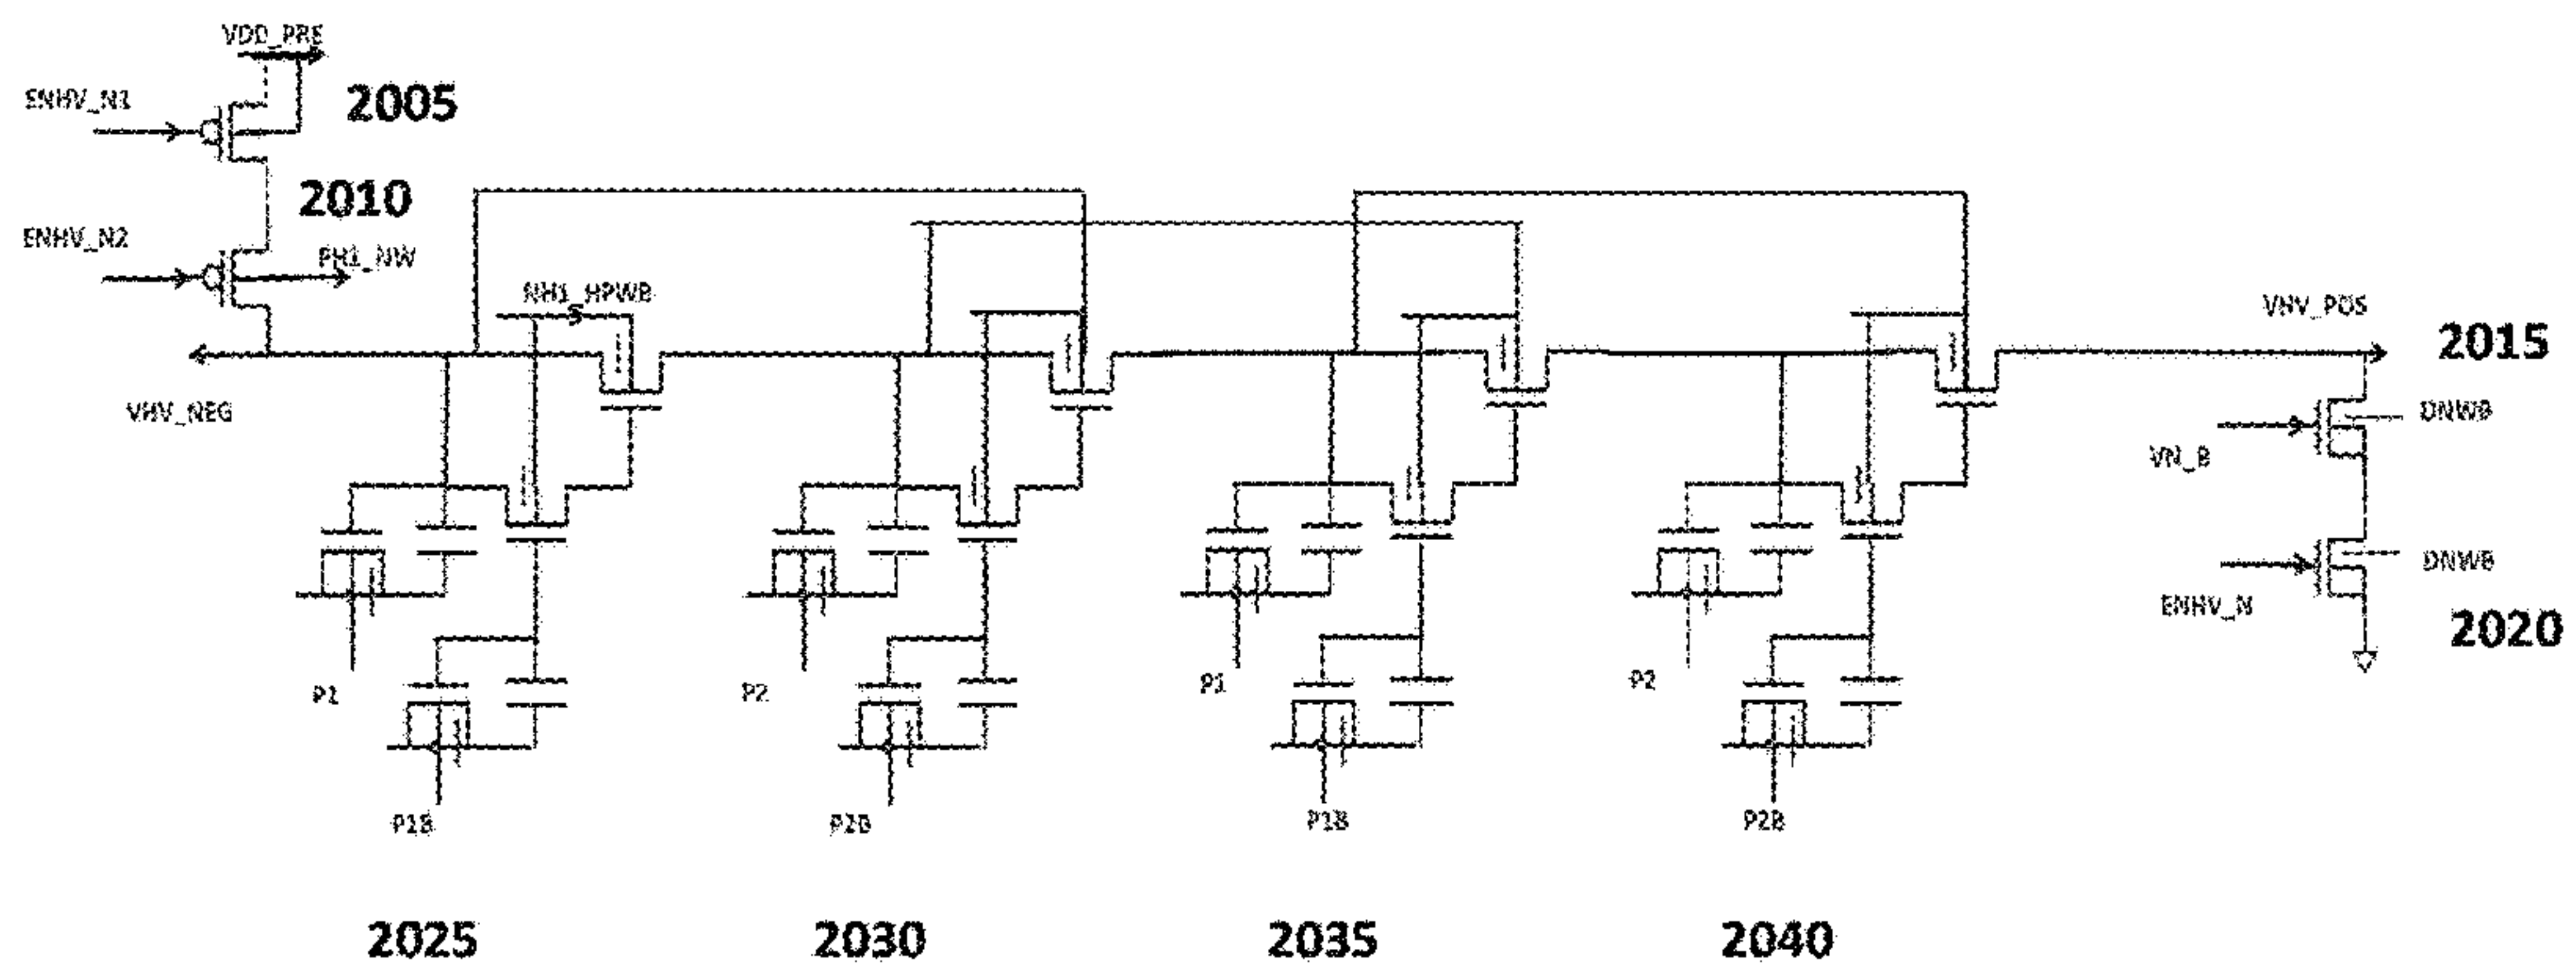 VDD_PRE
ENHV_N1
2005
2010
ENHV_N2
PH1_NW
NH1_HPWB
VHV_POS
2015
VHV_NEG
DNWB
VN_B
DNWB
ENHV_N
2020
P1
P2
P1
P2
P1B
P2B
P1B
P2B
2025
2030
2035
2040